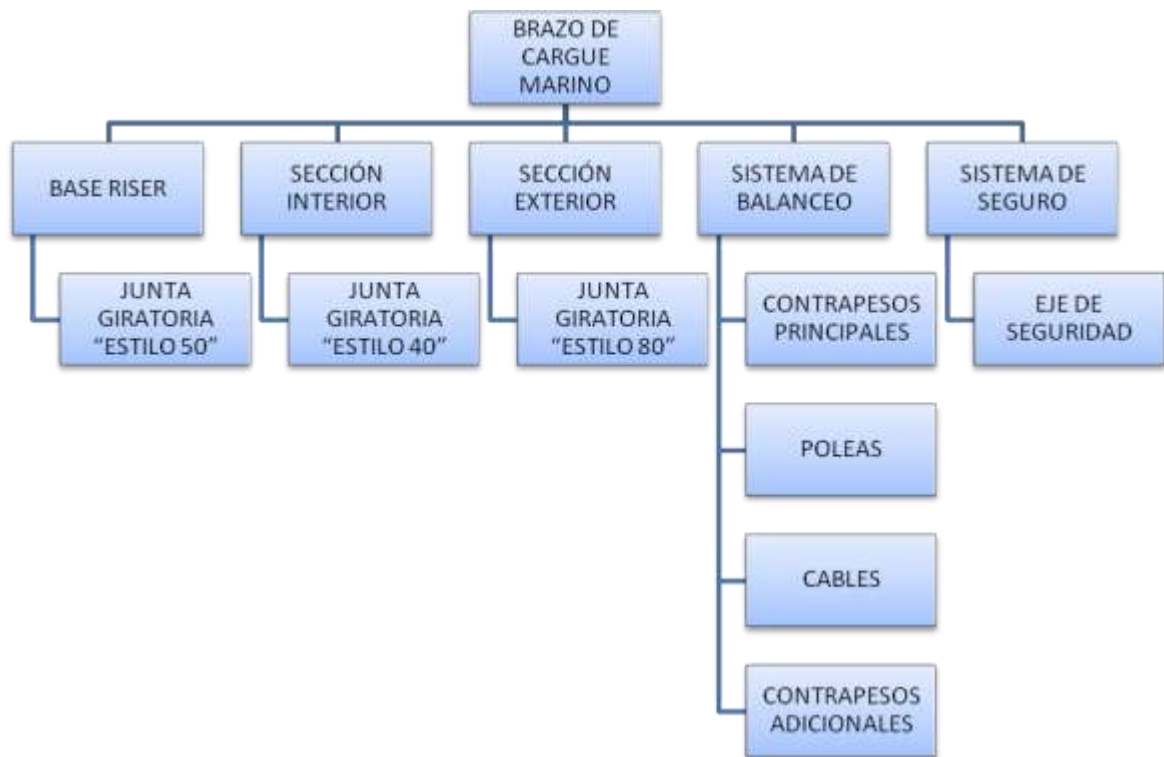 BRAZO DE
CARGUE
MARINO
BASE RISER
SECCIÓN
INTERIOR
SECCIÓN
EXTERIOR
SISTEMA DE
BALANCEO
SISTEMA DE
SEGURO
JUNTA
GIRATORIA
“ESTILO 50”
JUNTA
GIRATORIA
“ESTILO 40”
JUNTA
GIRATORIA
“ESTILO 80”
CONTRAPESOS
PRINCIPALES
EJE DE
SEGURIDAD
POLEAS
CABLES
CONTRAPESOS
ADICIONALES